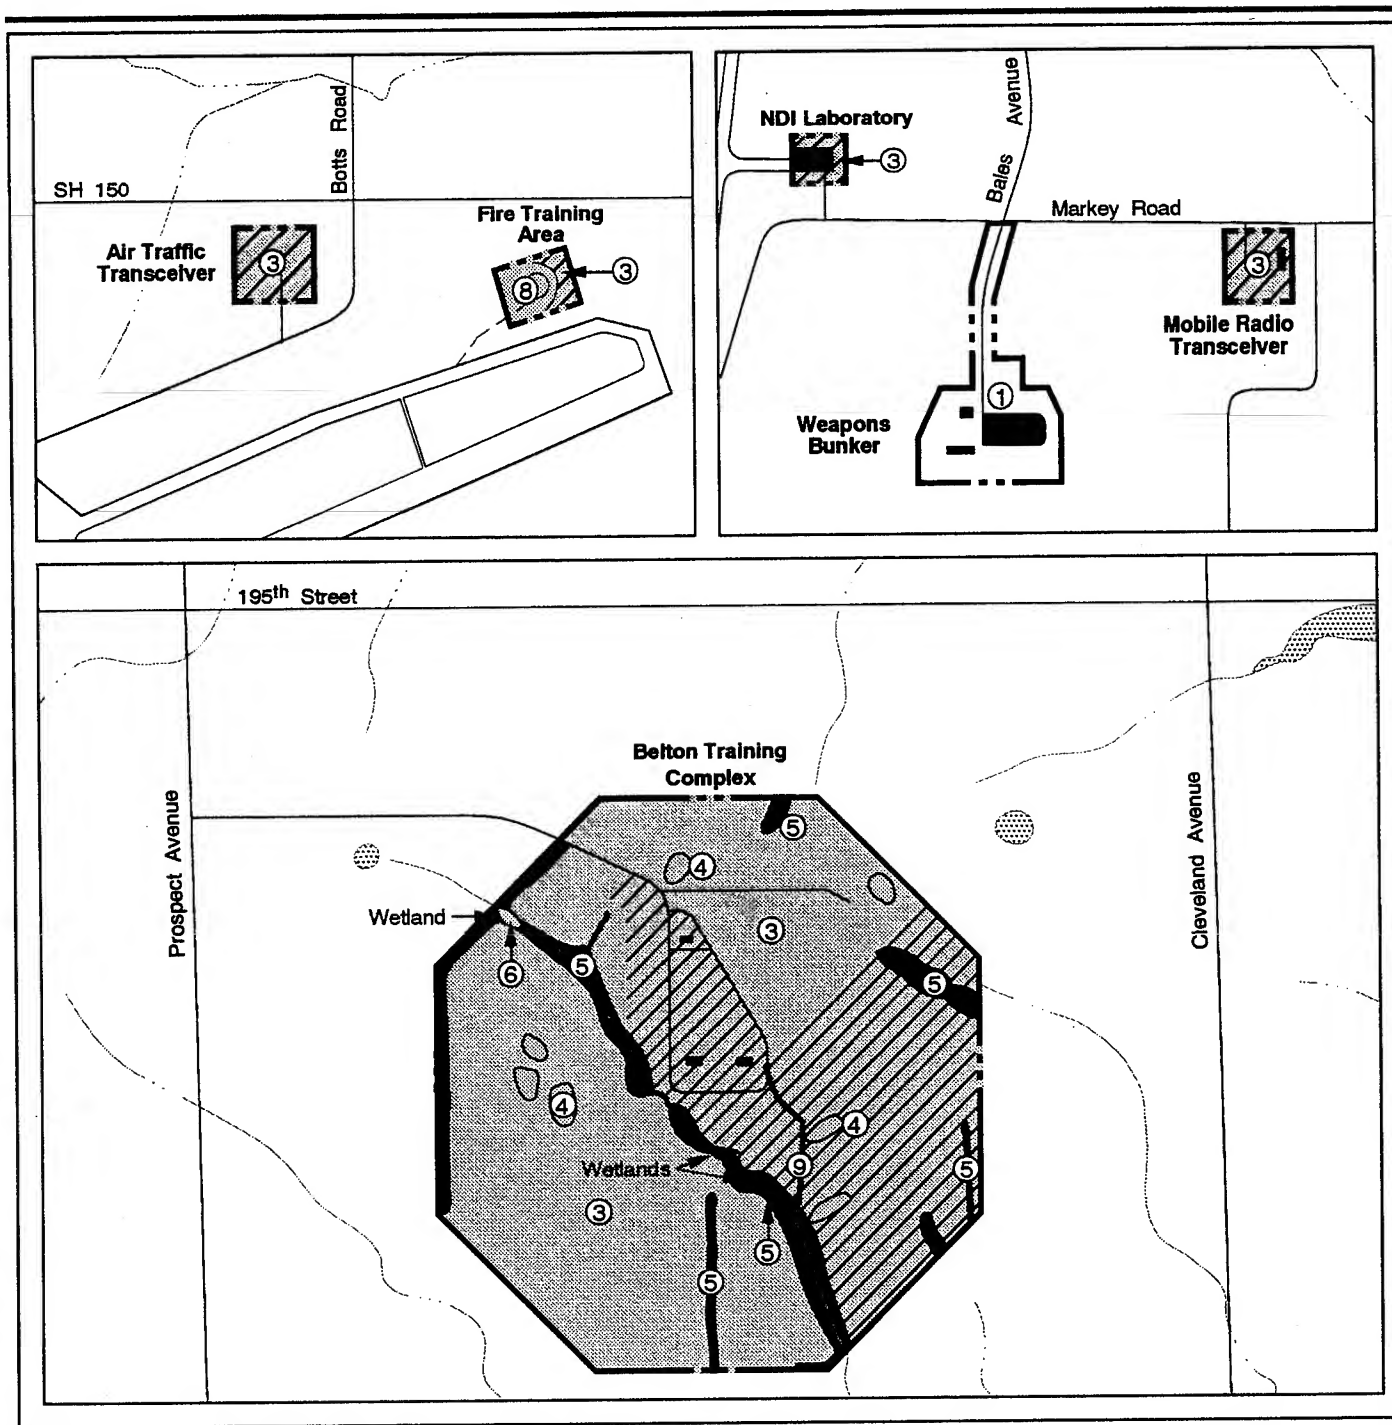 Botts Road
SH 150
Air Traffic
Transceiver
3
Fire Training
Area
8
3
NDI Laboratory
3
Bales Avenue
Markey Road
3
Mobile Radio
Transceiver
1
Weapons
Bunker
195th Street
Prospect Avenue
Cleveland Avenue
Belton Training
Complex
5
4
3
Wetland
6
5
5
4
4
9
5
Wetlands
3
5
5